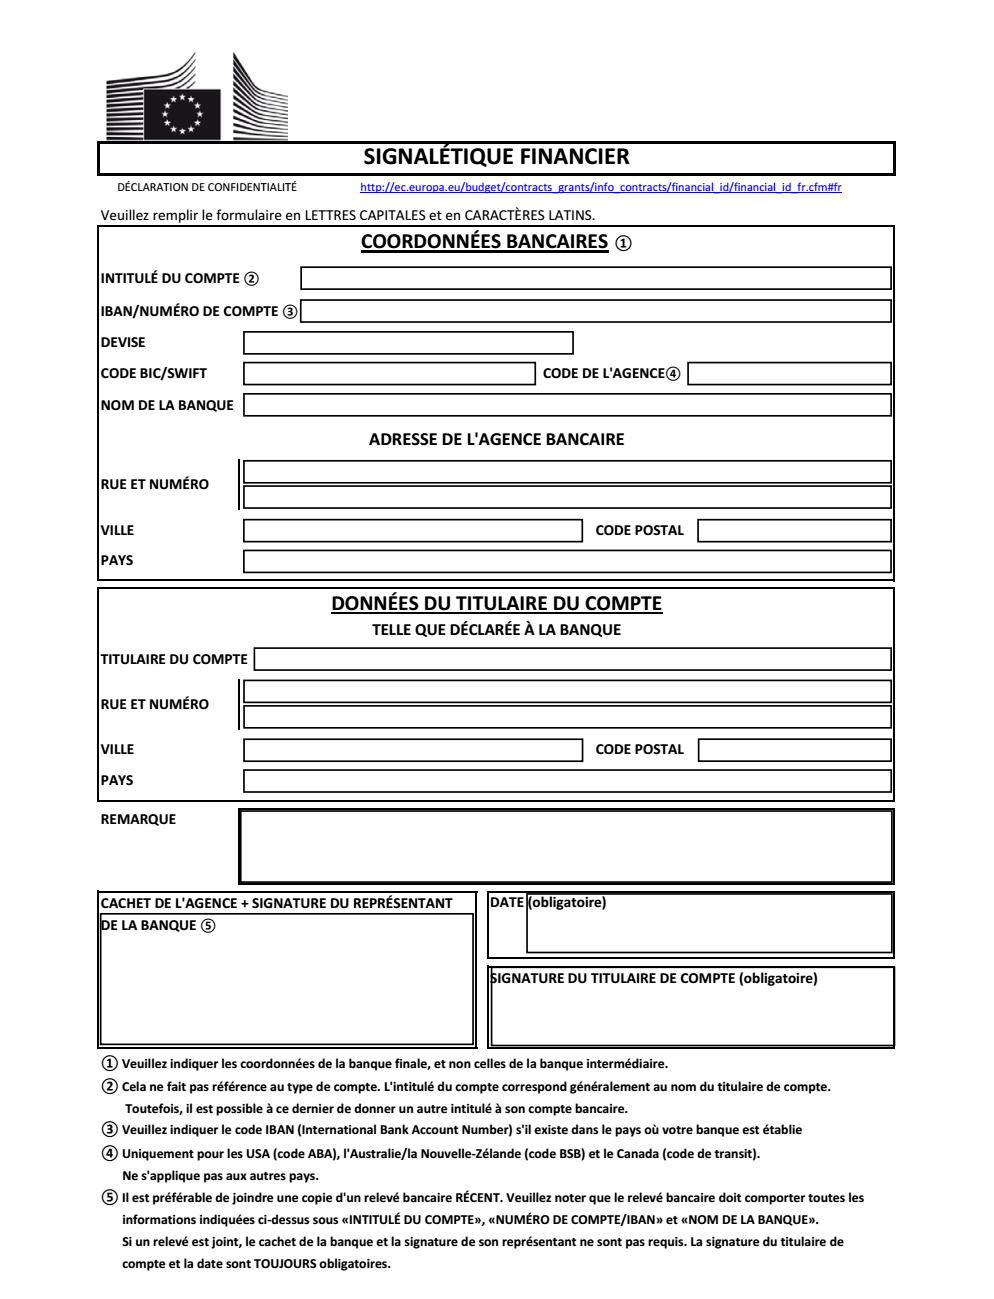 SIGNALÉTIQUE FINANCIER
DÉCLARATION DE CONFIDENTIALITÉ http://ec.europa.eu/budget/contracts_grants/info_contracts/financial_id/financial_id_fr.cfm#fr
Veuillez remplir le formulaire en LETTRES CAPITALES et en CARACTÈRES LATINS.
COORDONNÉES BANCAIRES ①
INTITULÉ DU COMPTE ②
IBAN/NUMÉRO DE COMPTE ③
DEVISE
CODE BIC/SWIFT CODE DE L'AGENCE④
NOM DE LA BANQUE
ADRESSE DE L'AGENCE BANCAIRE
RUE ET NUMÉRO
VILLE CODE POSTAL
PAYS
DONNÉES DU TITULAIRE DU COMPTE
TELLE QUE DÉCLARÉE À LA BANQUE
TITULAIRE DU COMPTE
RUE ET NUMÉRO
VILLE CODE POSTAL
PAYS
REMARQUE
CACHET DE L'AGENCE + SIGNATURE DU REPRÉSENTANT
DE LA BANQUE ⑤
DATE (obligatoire)
SIGNATURE DU TITULAIRE DE COMPTE (obligatoire)
① Veuillez indiquer les coordonnées de la banque finale, et non celles de la banque intermédiaire.
② Cela ne fait pas référence au type de compte. L'intitulé du compte correspond généralement au nom du titulaire de compte.
Toutefois, il est possible à ce dernier de donner un autre intitulé à son compte bancaire.
③ Veuillez indiquer le code IBAN (International Bank Account Number) s'il existe dans le pays où votre banque est établie
④ Uniquement pour les USA (code ABA), l'Australie/la Nouvelle-Zélande (code BSB) et le Canada (code de transit).
Ne s'applique pas aux autres pays.
⑤ Il est préférable de joindre une copie d'un relevé bancaire RÉCENT. Veuillez noter que le relevé bancaire doit comporter toutes les
informations indiquées ci-dessus sous «INTITULÉ DU COMPTE», «NUMÉRO DE COMPTE/IBAN» et «NOM DE LA BANQUE».
Si un relevé est joint, le cachet de la banque et la signature de son représentant ne sont pas requis. La signature du titulaire de
compte et la date sont TOUJOURS obligatoires.